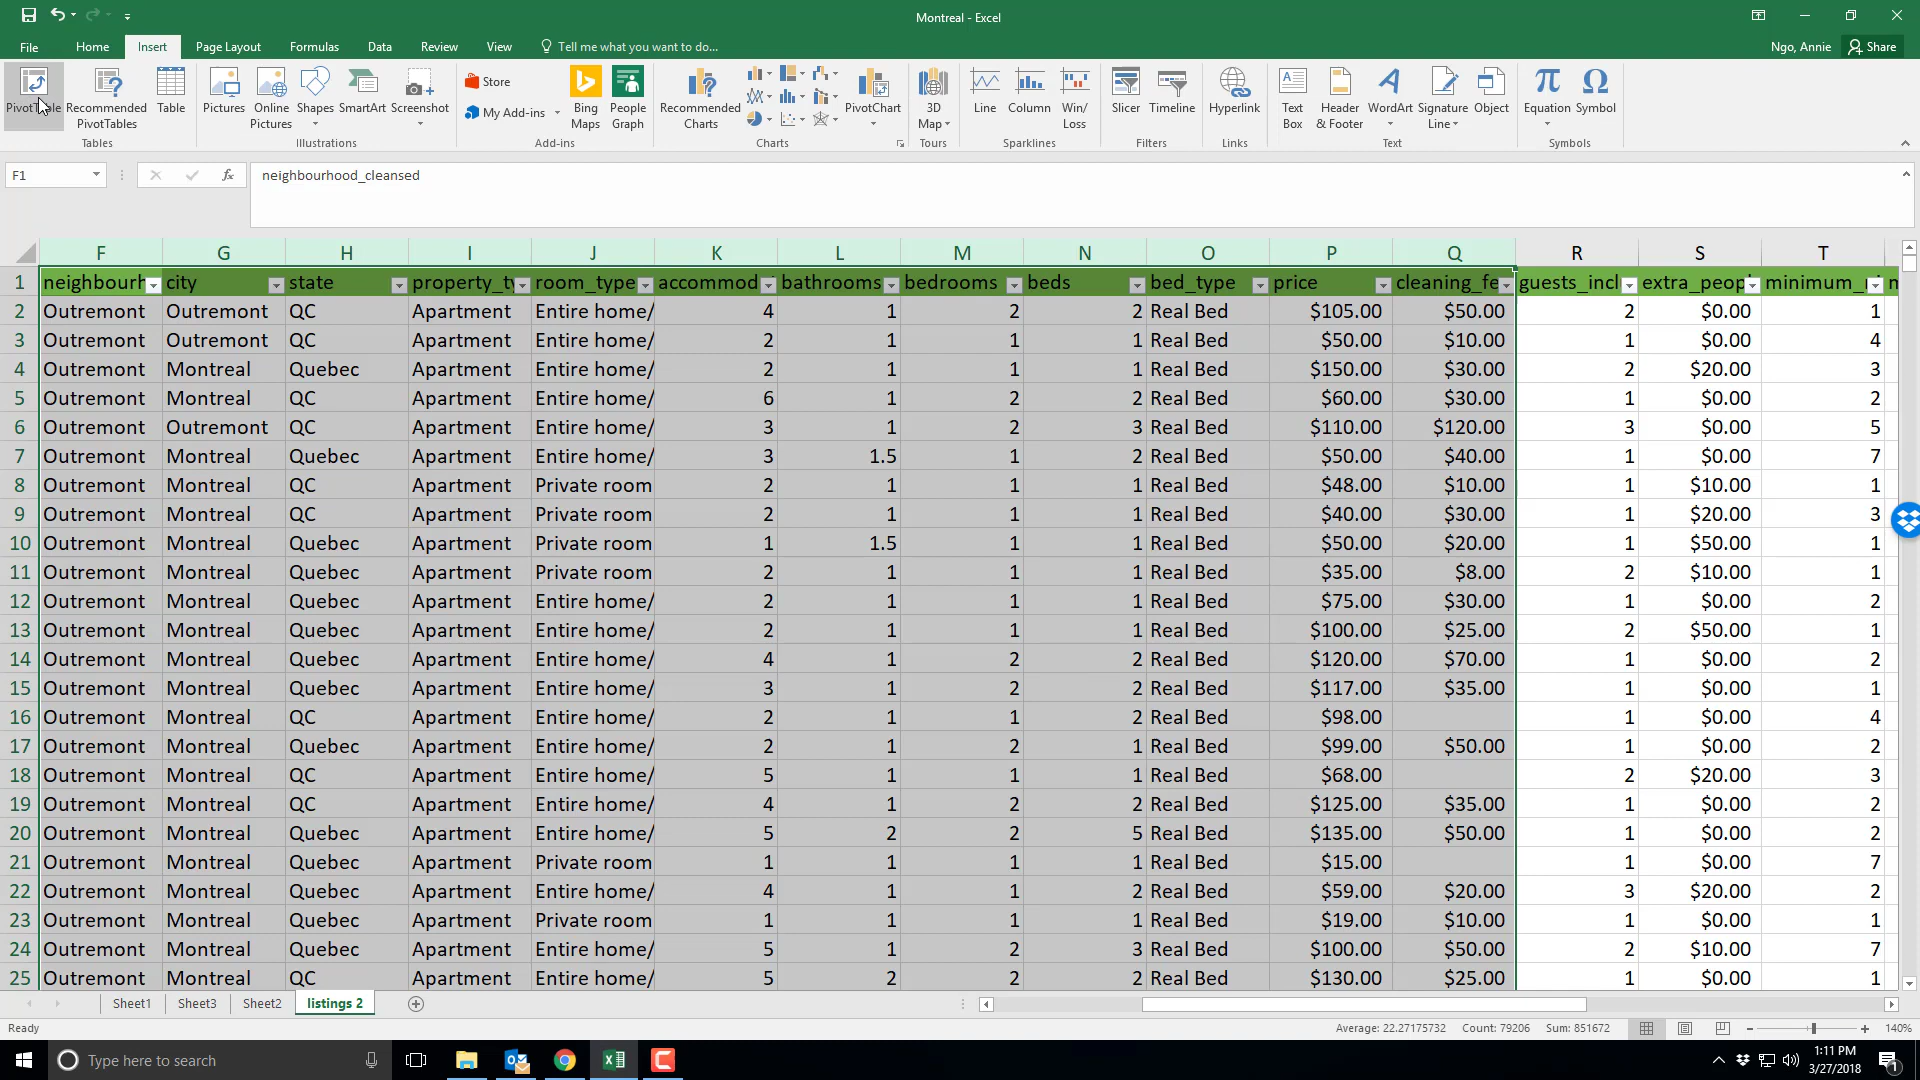 Montreal - Excel
File Home Insert Page Layout Formulas Data Review View Tell me what you want to do... Ngo, Annie Share
PivotTable Recommended PivotTables Table Pictures Online Pictures Shapes SmartArt Screenshot Store My Add-ins Bing Maps People Graph Recommended Charts PivotChart 3D Map Line Column Win/ Loss Slicer Timeline Hyperlink Text Box Header & Footer WordArt Signature Line Object Equation Symbol
Tables Illustrations Add-ins Charts Tours Sparklines Filters Links Text Symbols
F1 fx neighbourhood_cleansed
F G H I J K L M N O P Q R S T
1 neighbourh city state property_ty room_type accommod bathrooms bedrooms beds bed_type price cleaning_fe guests_incl extra_peop minimum_
2 Outremont Outremont QC Apartment Entire home/ 4 1 2 2 Real Bed $105.00 $50.00 2 $0.00 1
3 Outremont Outremont QC Apartment Entire home/ 2 1 1 1 Real Bed $50.00 $10.00 1 $0.00 4
4 Outremont Montreal Quebec Apartment Entire home/ 2 1 1 1 Real Bed $150.00 $30.00 2 $20.00 3
5 Outremont Montreal QC Apartment Entire home/ 6 1 2 2 Real Bed $60.00 $30.00 1 $0.00 2
6 Outremont Outremont QC Apartment Entire home/ 3 1 2 3 Real Bed $110.00 $120.00 3 $0.00 5
7 Outremont Montreal Quebec Apartment Entire home/ 3 1.5 1 2 Real Bed $50.00 $40.00 1 $0.00 7
8 Outremont Montreal QC Apartment Private room 2 1 1 1 Real Bed $48.00 $10.00 1 $10.00 1
9 Outremont Montreal QC Apartment Private room 2 1 1 1 Real Bed $40.00 $30.00 1 $20.00 3
10 Outremont Montreal Quebec Apartment Private room 1 1.5 1 1 Real Bed $50.00 $20.00 1 $50.00 1
11 Outremont Montreal Quebec Apartment Private room 2 1 1 1 Real Bed $35.00 $8.00 2 $10.00 1
12 Outremont Montreal Quebec Apartment Entire home/ 2 1 1 1 Real Bed $75.00 $30.00 1 $0.00 2
13 Outremont Montreal Quebec Apartment Entire home/ 2 1 1 1 Real Bed $100.00 $25.00 2 $50.00 1
14 Outremont Montreal Quebec Apartment Entire home/ 4 1 2 2 Real Bed $120.00 $70.00 1 $0.00 2
15 Outremont Montreal Quebec Apartment Entire home/ 3 1 2 2 Real Bed $117.00 $35.00 1 $0.00 1
16 Outremont Montreal QC Apartment Entire home/ 2 1 1 2 Real Bed $98.00 1 $0.00 4
17 Outremont Montreal Quebec Apartment Entire home/ 2 1 2 1 Real Bed $99.00 $50.00 1 $0.00 2
18 Outremont Montreal QC Apartment Entire home/ 5 1 1 1 Real Bed $68.00 2 $20.00 3
19 Outremont Montreal QC Apartment Entire home/ 4 1 2 2 Real Bed $125.00 $35.00 1 $0.00 2
20 Outremont Montreal Quebec Apartment Entire home/ 5 2 2 5 Real Bed $135.00 $50.00 1 $0.00 2
21 Outremont Montreal Quebec Apartment Private room 1 1 1 1 Real Bed $15.00 1 $0.00 7
22 Outremont Montreal Quebec Apartment Entire home/ 4 1 1 2 Real Bed $59.00 $20.00 3 $20.00 2
23 Outremont Montreal Quebec Apartment Private room 1 1 1 1 Real Bed $19.00 $10.00 1 $0.00 1
24 Outremont Montreal Quebec Apartment Entire home/ 5 1 2 3 Real Bed $100.00 $50.00 2 $10.00 7
25 Outremont Montreal QC Apartment Entire home/ 5 2 2 2 Real Bed $130.00 $25.00 1 $0.00 1
Sheet1 Sheet3 Sheet2 listings 2
Ready Average: 22.27175732 Count: 79206 Sum: 851672 140%
Type here to search 1:11 PM
3/27/2018